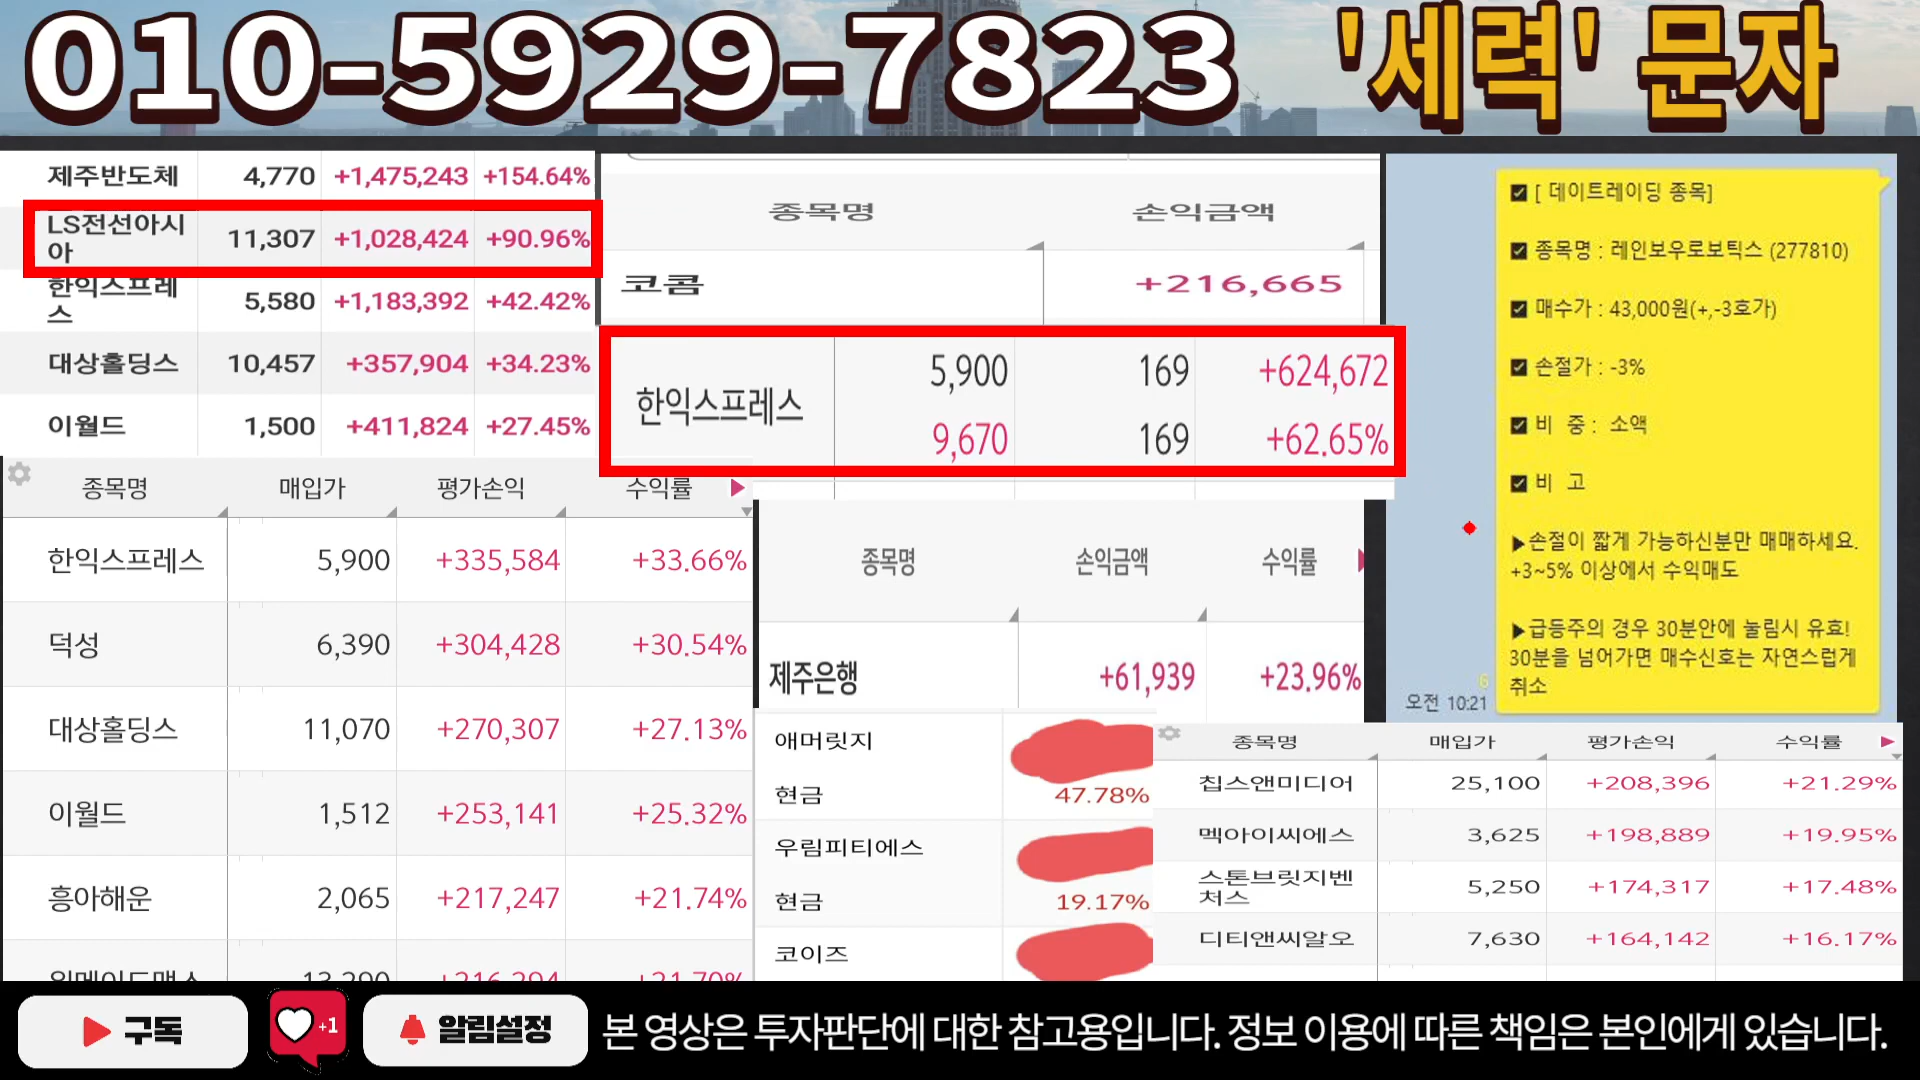 010-5929-7823 '세력' 문자
제주반도체 4,770 +1,475,243 +154.64%
LS전선아시아 11,307 +1,028,424 +90.96%
한익스프레스 5,580 +1,183,392 +42.42%
대상홀딩스 10,457 +357,904 +34.23%
이월드 1,500 +411,824 +27.45%
종목명 손익금액
코콤 +216,665
한익스프레스 5,900 169 +624,672
9,670 169 +62.65%
[ 데이트레이딩 종목]
종목명 : 레인보우로보틱스 (277810)
매수가 : 43,000원(+,-3호가)
손절가 : -3%
비 중 : 소액
비 고
▶손절이 짧게 가능하신분만 매매하세요.
+3~5% 이상에서 수익매도
▶급등주의 경우 30분안에 눌림시 유효!
30분을 넘어가면 매수신호는 자연스럽게
취소
6
오전 10:21
종목명 매입가 평가손익 수익률
한익스프레스 5,900 +335,584 +33.66%
덕성 6,390 +304,428 +30.54%
대상홀딩스 11,070 +270,307 +27.13%
이월드 1,512 +253,141 +25.32%
흥아해운 2,065 +217,247 +21.74%
종목명 손익금액 수익률
제주은행 +61,939 +23.96%
애머릿지
현금 47.78%
우림피티에스
현금 19.17%
코이즈
종목명 매입가 평가손익 수익률
칩스앤미디어 25,100 +208,396 +21.29%
멕아이씨에스 3,625 +198,889 +19.95%
스톤브릿지벤처스 5,250 +174,317 +17.48%
디티앤씨알오 7,630 +164,142 +16.17%
구독 +1 알림설정 본 영상은 투자판단에 대한 참고용입니다. 정보 이용에 따른 책임은 본인에게 있습니다.